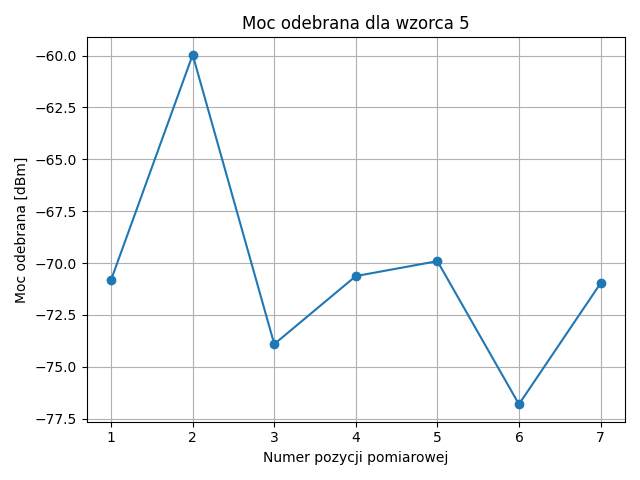 Moc odebrana dla wzorca 5
−60.0
−62.5
−65.0
−67.5
−70.0
−72.5
−75.0
−77.5
Moc odebrana [dBm]
1 2 3 4 5 6 7
Numer pozycji pomiarowej